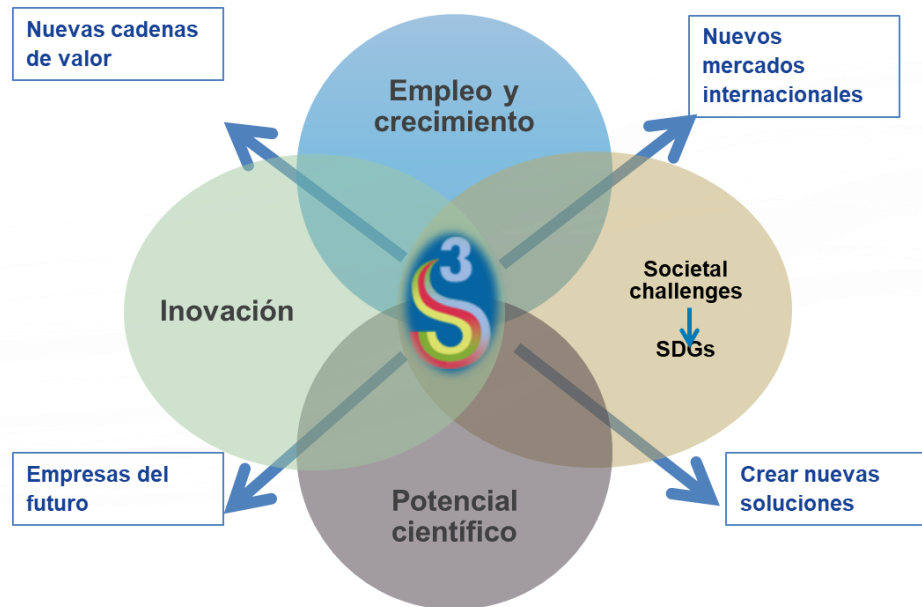 Nuevas cadenas
de valor
Empleo y
crecimiento
Nuevos
mercados
internacionales
Inovación
3
S
Societal
challenges
SDGs
Empresas del
futuro
Potencial
científico
Crear nuevas
soluciones